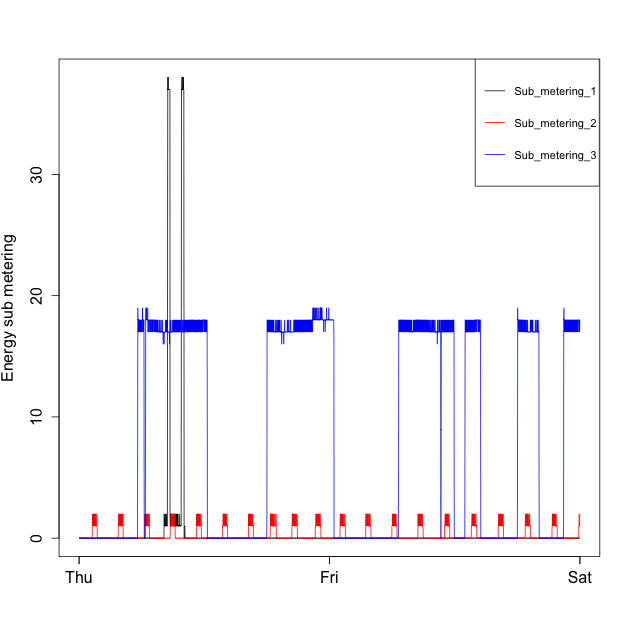 Sub_metering_1
Sub_metering_2
Sub_metering_3
30
20
10
0
Energy sub metering
Thu Fri Sat